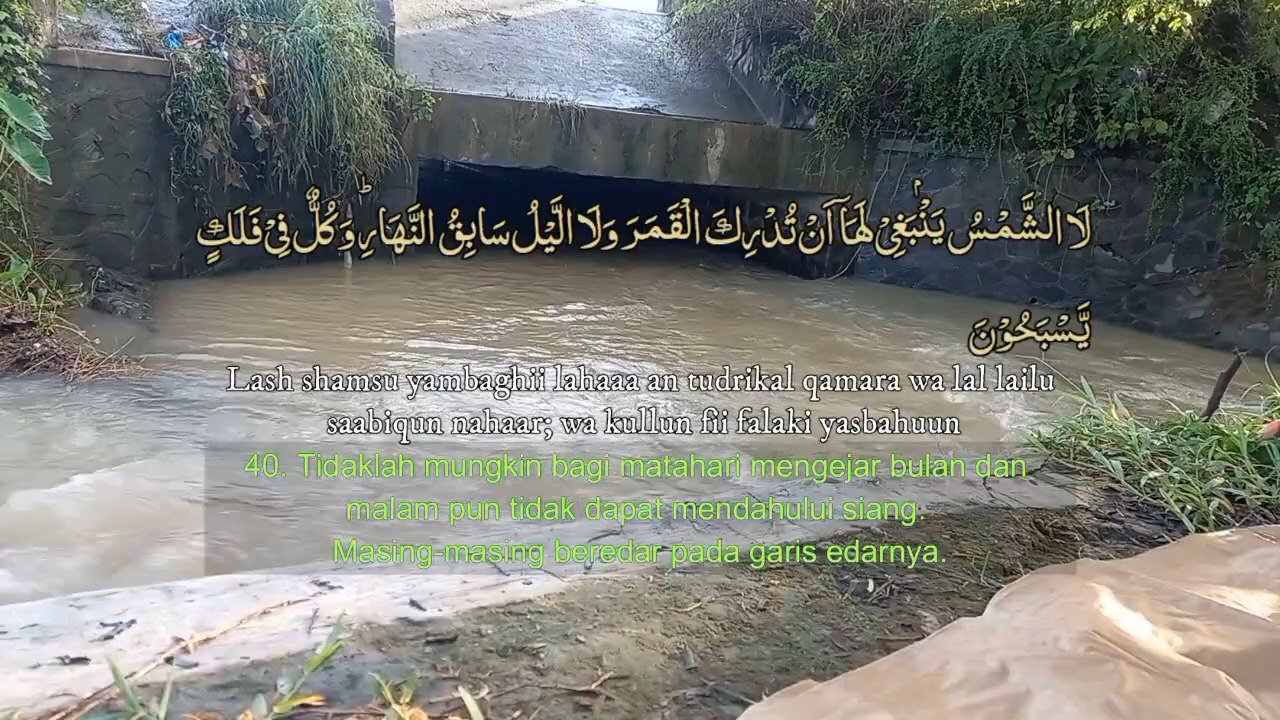 لَا الشَّمْسُ يَنْۢبَغِيْ لَهَآ اَنْ تُدْرِكَ الْقَمَرَ وَلَا الَّيْلُ سَابِقُ النَّهَارِ ؕ وَكُلٌّ فِيْ فَلَكٍ
يَّسْبَحُوْنَ
Lash shamsu yambaghii lahaaa an tudrikal qamara wa lal lailu
saabiqun nahaar; wa kullun fii falaki yasbahuun
40. Tidaklah mungkin bagi matahari mengejar bulan dan
malam pun tidak dapat mendahului siang.
Masing-masing beredar pada garis edarnya.